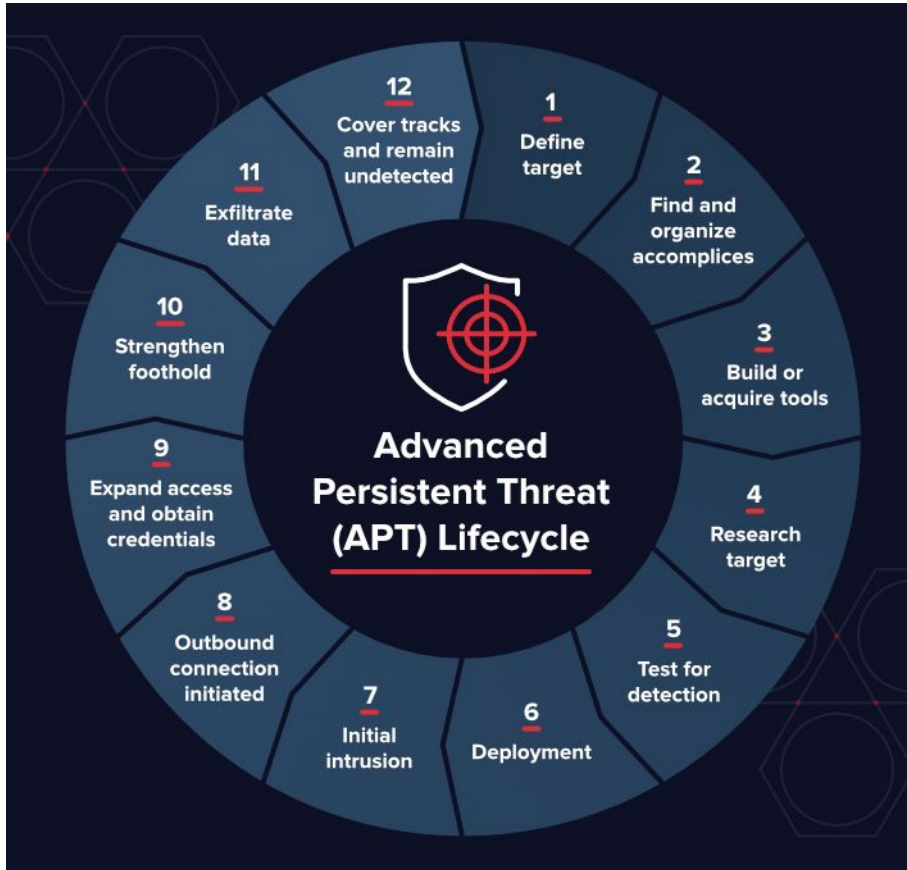 Advanced
Persistent Threat
(APT) Lifecycle
1
Define
target
2
Find and
organize
accomplices
3
Build or
acquire tools
4
Research
target
5
Test for
detection
6
Deployment
7
Initial
intrusion
8
Outbound
connection
initiated
9
Expand access
and obtain
credentials
10
Strengthen
foothold
11
Exfiltrate
data
12
Cover tracks
and remain
undetected